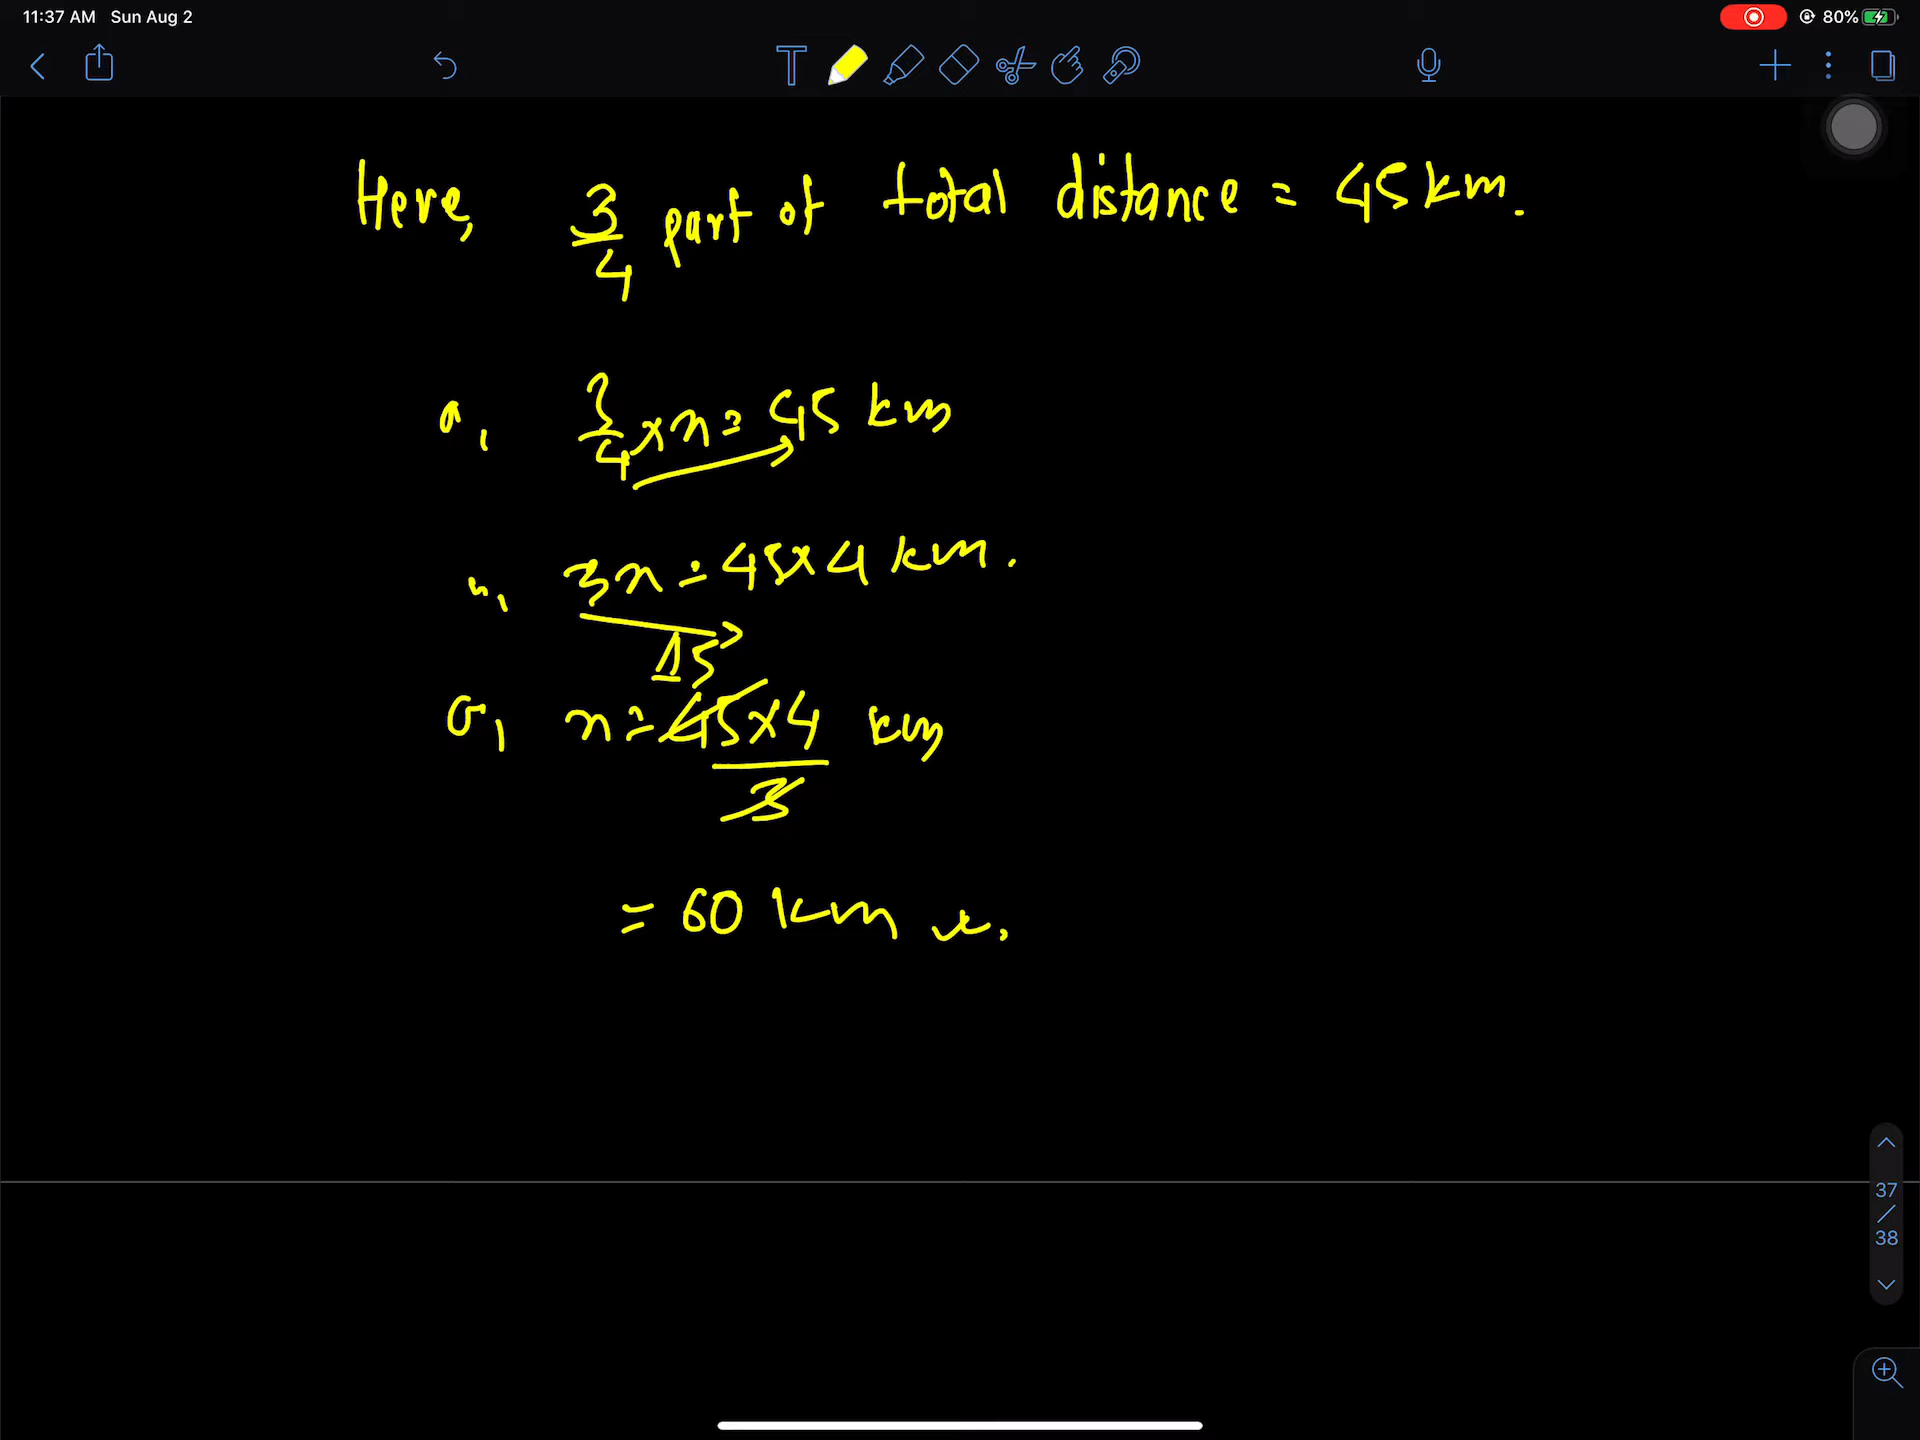 11:37 AM Sun Aug 2
80%
Here, 3/4 part of total distance = 45 km.
or, 3/4 × x = 45 km
or, 3x = 45 × 4 km.
15
or, x = 45 × 4 / 3 km
= 60 km
37
/
38